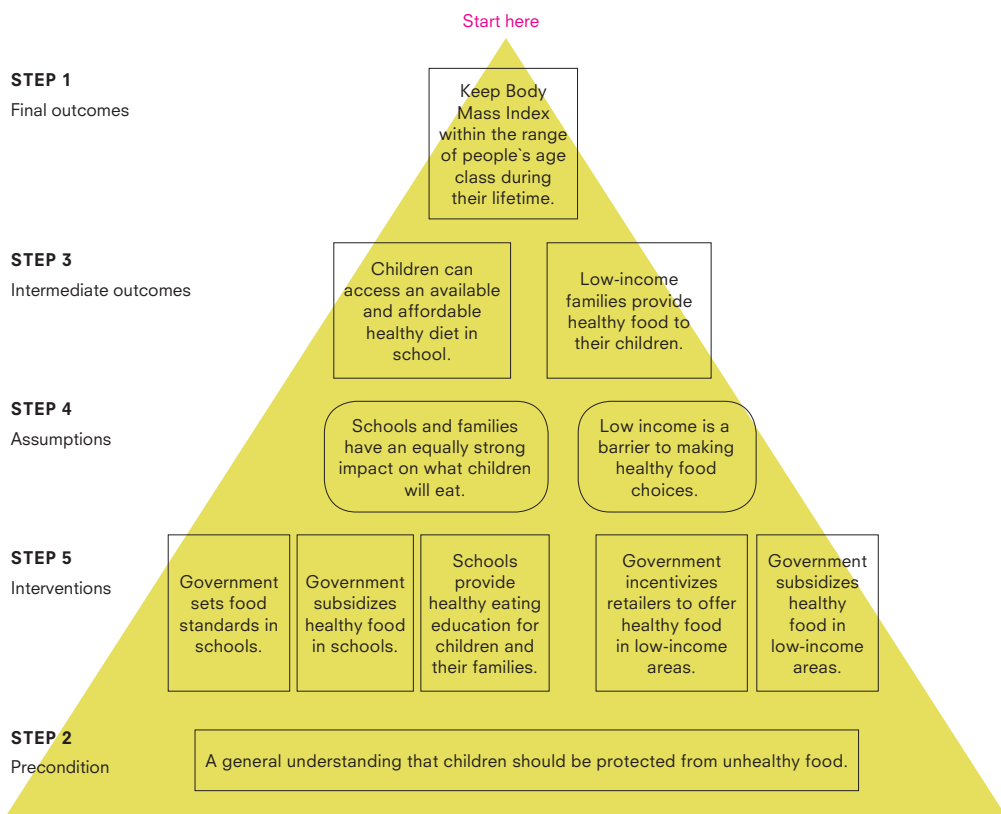 Start here
STEP 1
Final outcomes
Keep Body
Mass Index
within the range
of people`s age
class during
their lifetime.
STEP 3
Intermediate outcomes
Children can
access an available
and affordable
healthy diet in
school.
Low-income
families provide
healthy food to
their children.
STEP 4
Assumptions
Schools and families
have an equally strong
impact on what children
will eat.
Low income is a
barrier to making
healthy food
choices.
STEP 5
Interventions
Government
sets food
standards in
schools.
Government
subsidizes
healthy food
in schools.
Schools
provide
healthy eating
education for
children and
their families.
Government
incentivizes
retailers to offer
healthy food
in low-income
areas.
Government
subsidizes
healthy
food in
low-income
areas.
STEP 2
Precondition
A general understanding that children should be protected from unhealthy food.